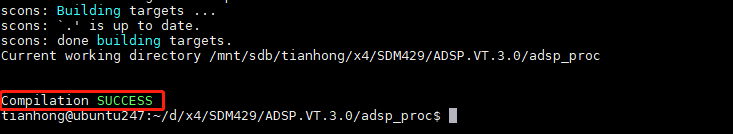 scons: Building targets ...
scons: `.' is up to date.
scons: done building targets.
Current working directory /mnt/sdb/tianhong/x4/SDM429/ADSP.VT.3.0/adsp_proc
Compilation SUCCESS
tianhong@ubuntu247:~/d/x4/SDM429/ADSP.VT.3.0/adsp_proc$